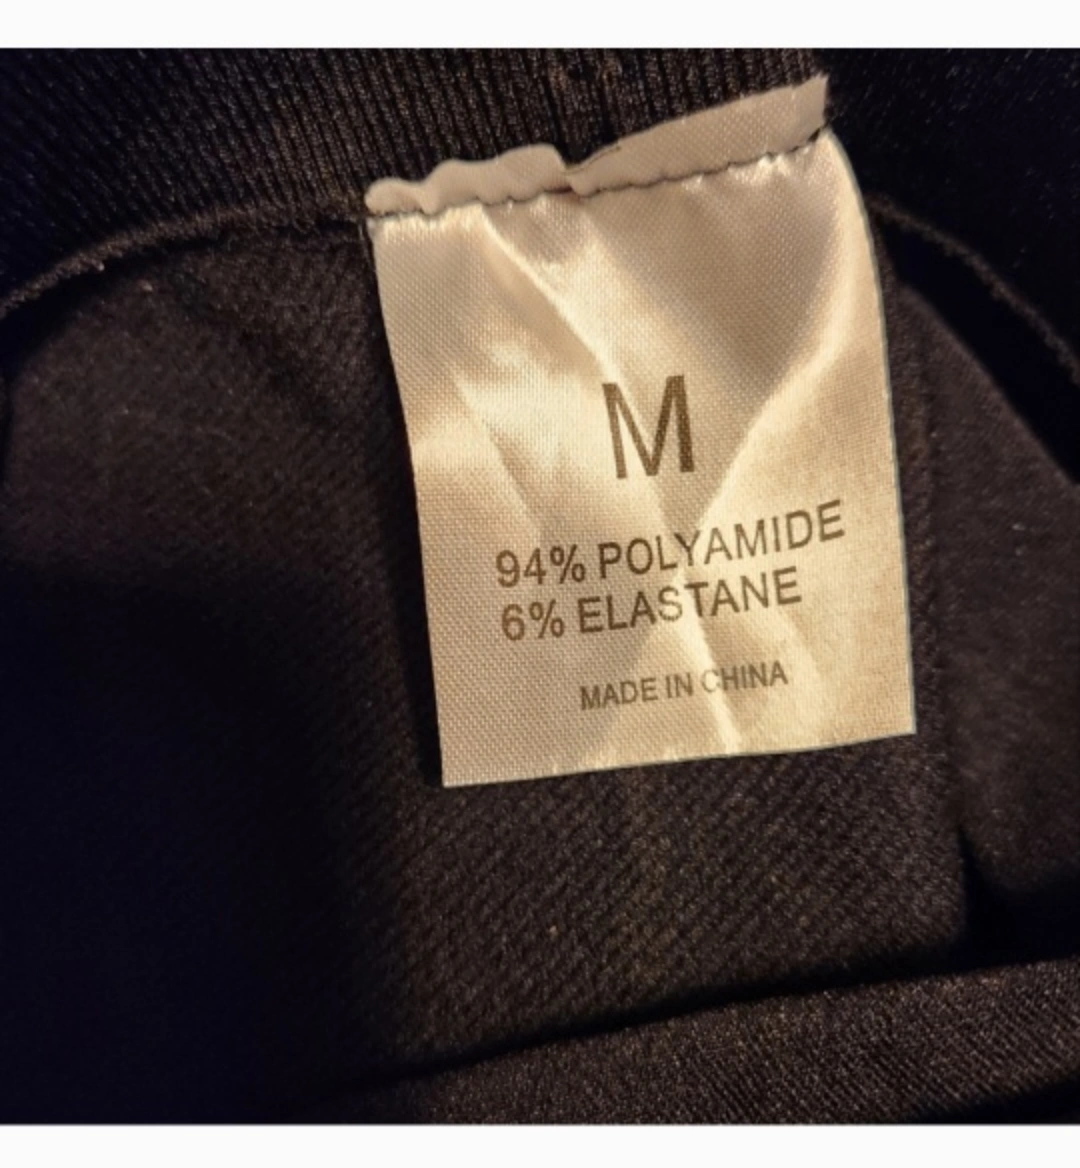 M
94% POLYAMIDE
6% ELASTANE
MADE IN CHINA